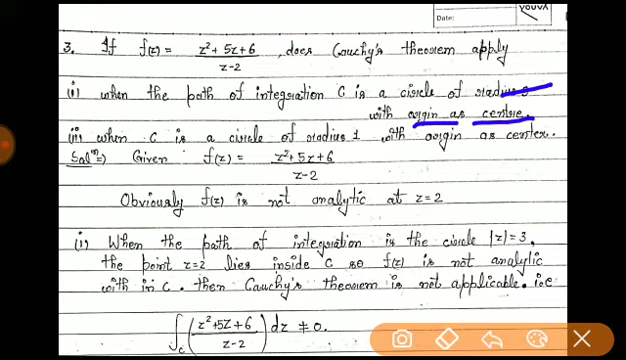 YOUVA
Date:
3. If f(z) = z²+5z+6 / z-2 , does Cauchy's theorem apply
(i) when the path of integration C is a circle of radius 3
with origin as centre.
(ii) when C is a circle of radius 1 with origin as center.
Solⁿ⇒) Given f(z) = z²+5z+6 / z-2
Obviously f(z) is not analytic at z=2
(i) When the path of integration is the circle |z|=3,
the point z=2 lies inside C so f(z) is not analytic
with in C. then Cauchy's theorem is not applicable. i.e
∫c (z²+5z+6 / z-2) dz ≠ 0.